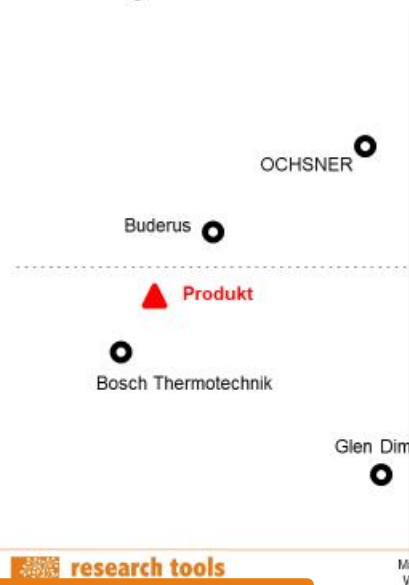 OCHSNER
Buderus
Produkt
Bosch Thermotechnik
Glen Dim
research tools